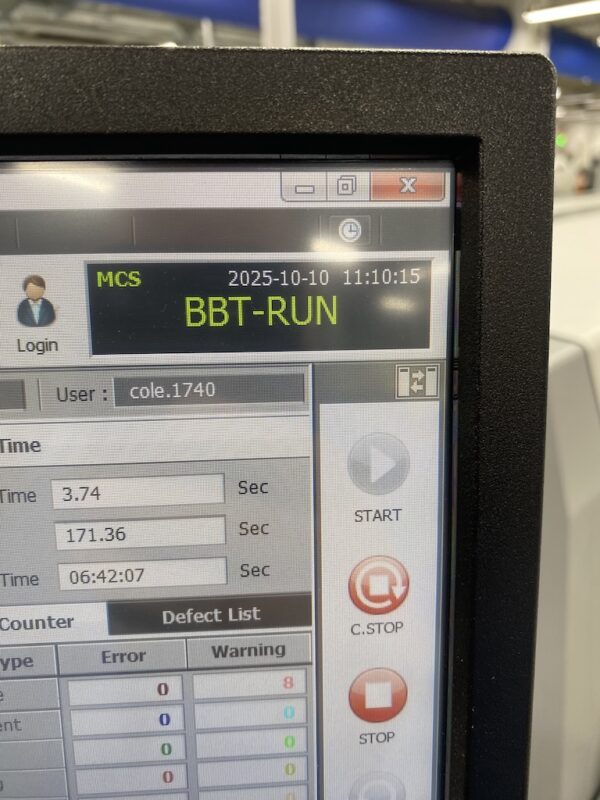 MCS 2025-10-10 11:10:15
BBT-RUN
Login
User : cole.1740
Time
Time 3.74 Sec
171.36 Sec
Time 06:42:07 Sec
START
Counter Defect List
C.STOP
Error Warning
0 8
0 0
0 0
0 0
STOP